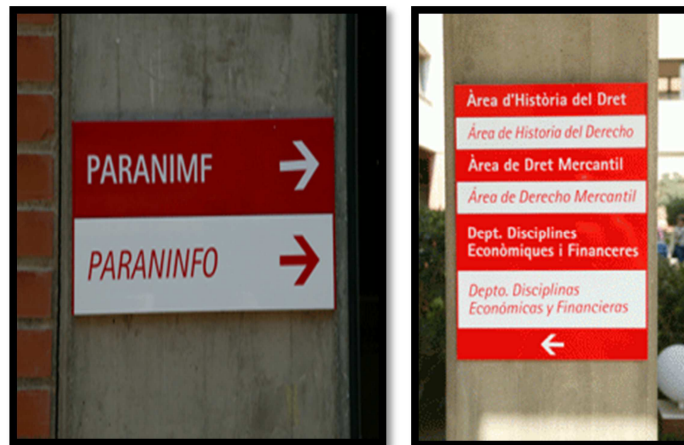 PARANIMF
PARANINFO
Àrea d'Història del Dret
Área de Historia del Derecho
Àrea de Dret Mercantil
Área de Derecho Mercantil
Dept. Disciplines
Econòmiques i Financeres
Depto. Disciplinas
Económicas y Financieras